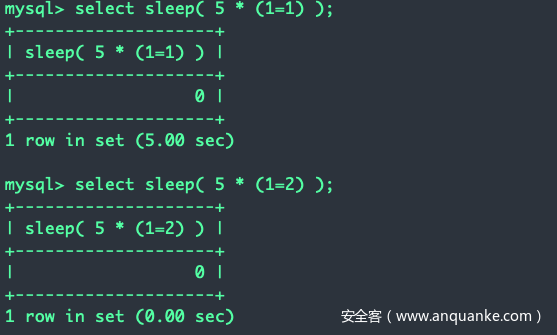 mysql> select sleep( 5 * (1=1) );
+--------------------+
| sleep( 5 * (1=1) ) |
+--------------------+
|                  0 |
+--------------------+
1 row in set (5.00 sec)
mysql> select sleep( 5 * (1=2) );
+--------------------+
| sleep( 5 * (1=2) ) |
+--------------------+
|                  0 |
+--------------------+
1 row in set (0.00 sec)
安全客（www.anquanke.com）